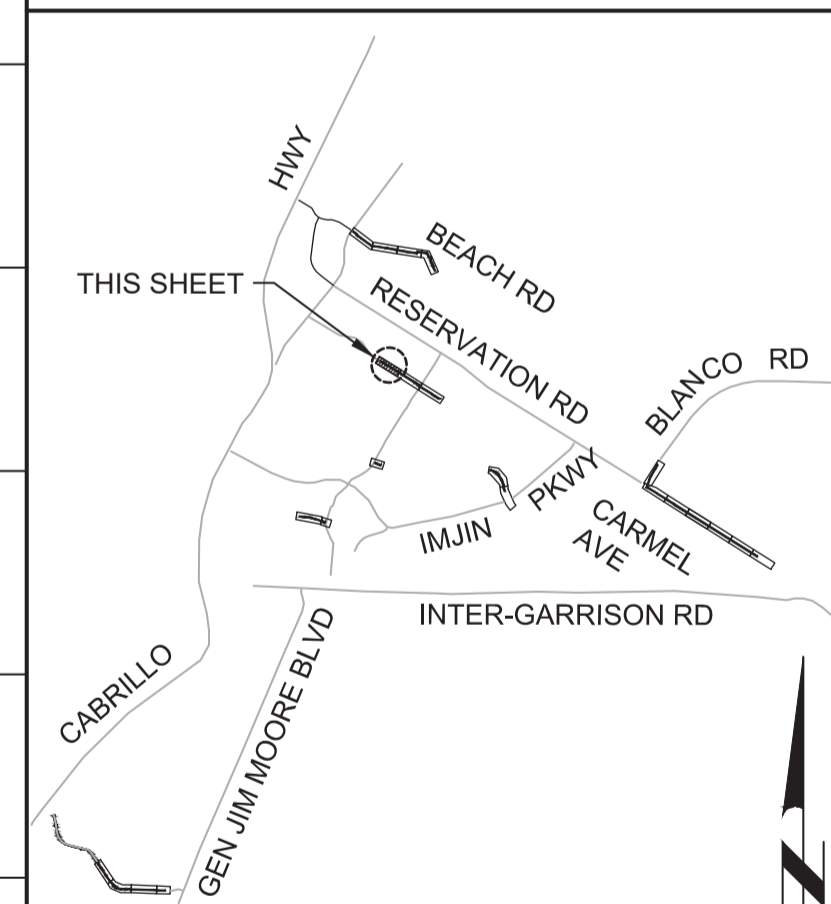 HWY
BEACH RD
THIS SHEET
RESERVATION RD
BLANCO RD
PKWY
IMJIN
CARMEL
AVE
INTER-GARRISON RD
CABRILLO
GEN JIM MOORE BLVD
N